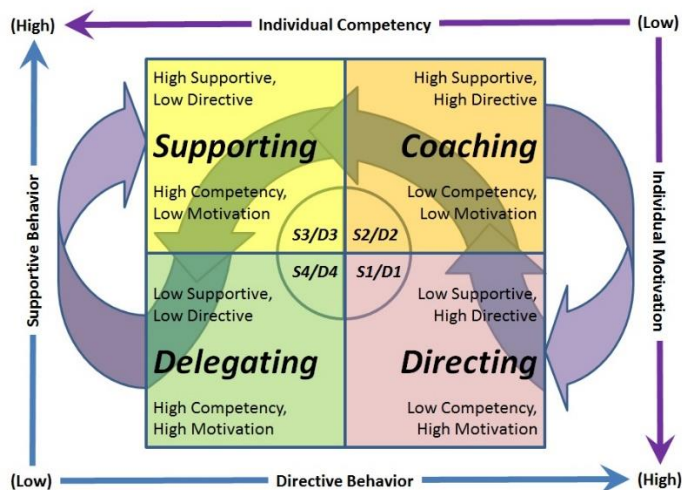 (High)
Individual Competency
(Low)
High Supportive,
Low Directive
Supporting
High Competency,
Low Motivation
S3/D3
High Supportive,
High Directive
Coaching
Low Competency,
Low Motivation
S2/D2
Supportive Behavior
Individual Motivation
S4/D4
Low Supportive,
Low Directive
Delegating
High Competency,
High Motivation
S1/D1
Low Supportive,
High Directive
Directing
Low Competency,
High Motivation
(Low)
Directive Behavior
(High)